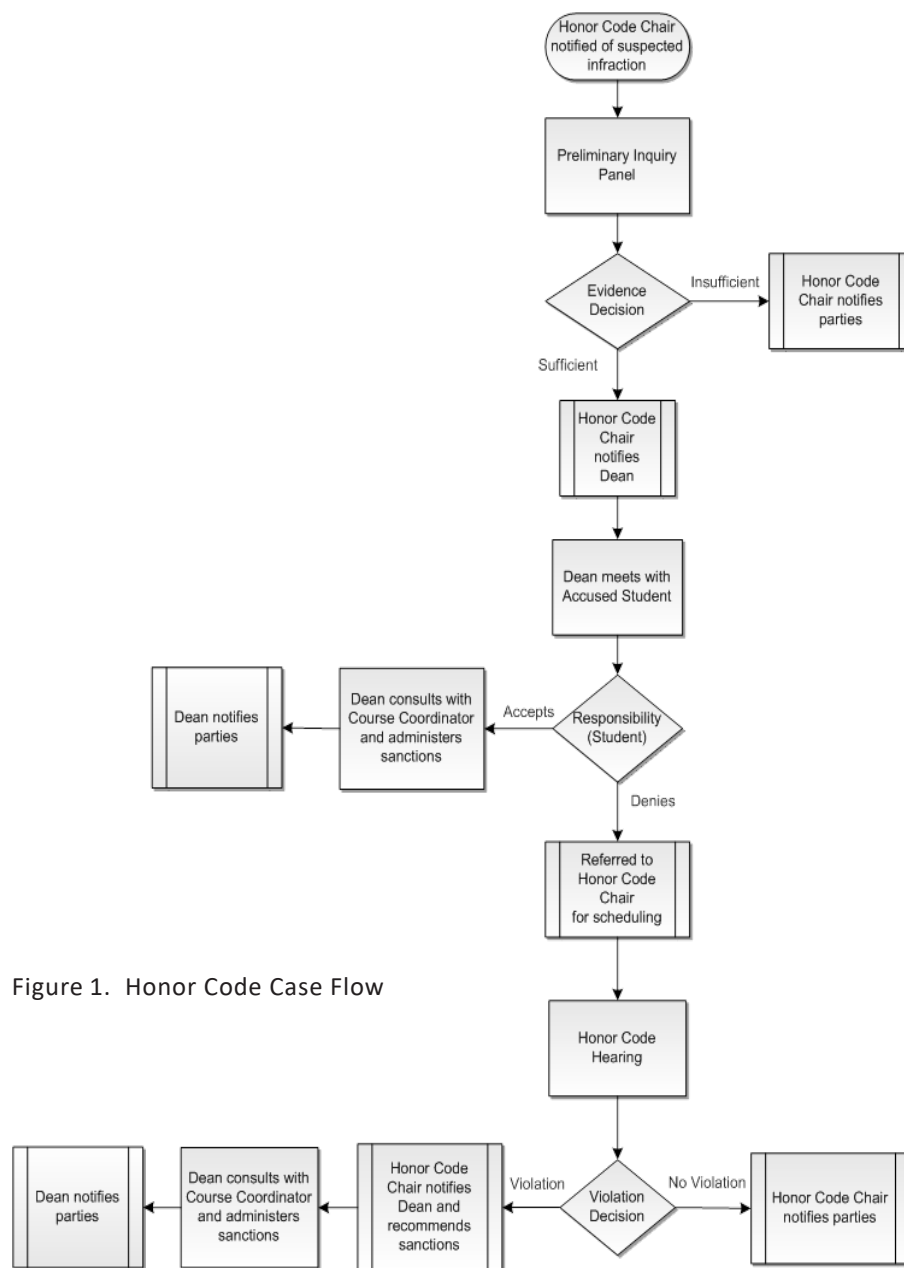 Honor Code Chair
notified of suspected
infraction
Preliminary Inquiry
Panel
Evidence
Decision
Insufficient
Honor Code
Chair notifies
parties
Sufficient
Honor Code
Chair
notifies
Dean
Dean meets with
Accused Student
Responsibility
(Student)
Accepts
Dean consults with
Course Coordinator
and administers
sanctions
Dean notifies
parties
Denies
Referred to
Honor Code
Chair
for scheduling
Figure 1. Honor Code Case Flow
Honor Code
Hearing
Violation
Decision
Violation
Honor Code
Chair notifies
Dean and
recommends
sanctions
Dean consults with
Course Coordinator
and administers
sanctions
Dean notifies
parties
No Violation
Honor Code Chair
notifies parties